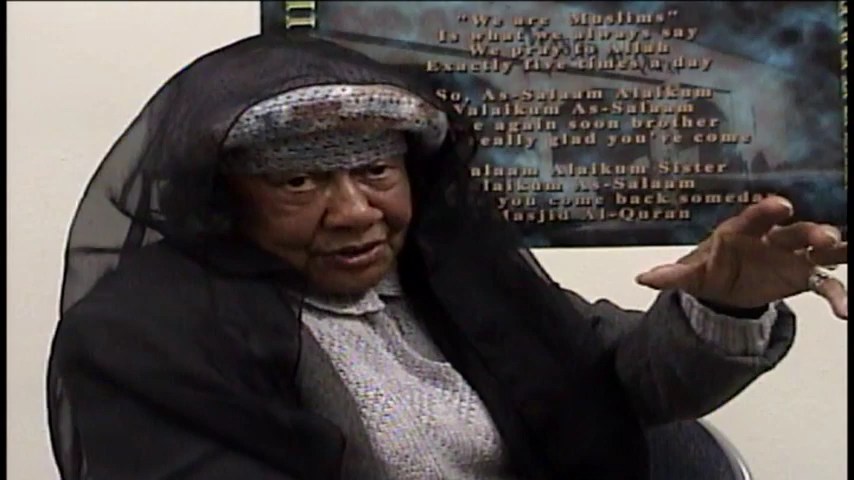 "We are Muslims"
Is what we always say
We pray to Allah
Exactly five times a day
So, As-Salaam Alaikum
Valaikum As-Salaam
e again soon brother
eally glad you've come
alaam Alaikum Sister
laikum As-Salaam
you come back someda
Masjid Al-Quran